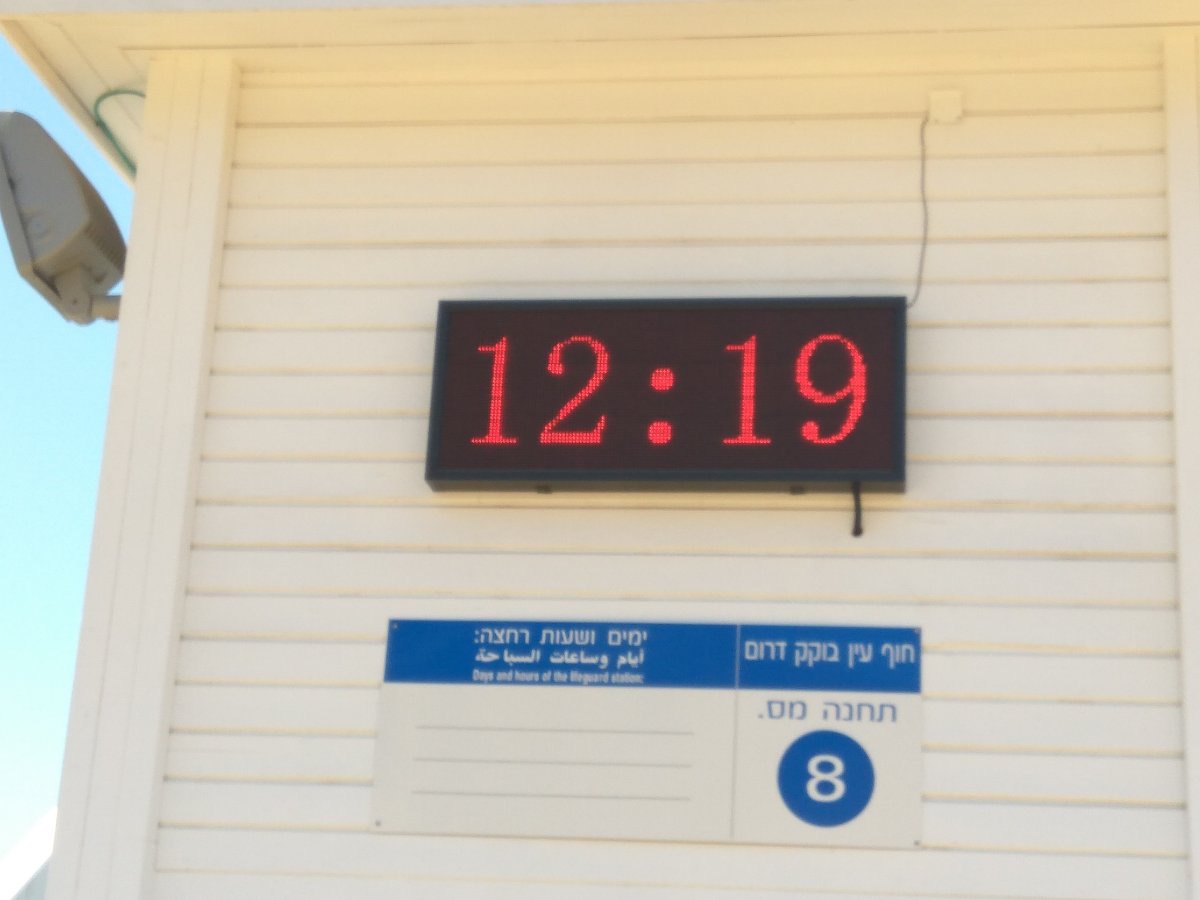 12:19
חוף עין בוקק דרום
תחנה מס.
8
ימים ושעות רחצה:
أيام وساعات السباحة
Days and hours of the lifeguard station: